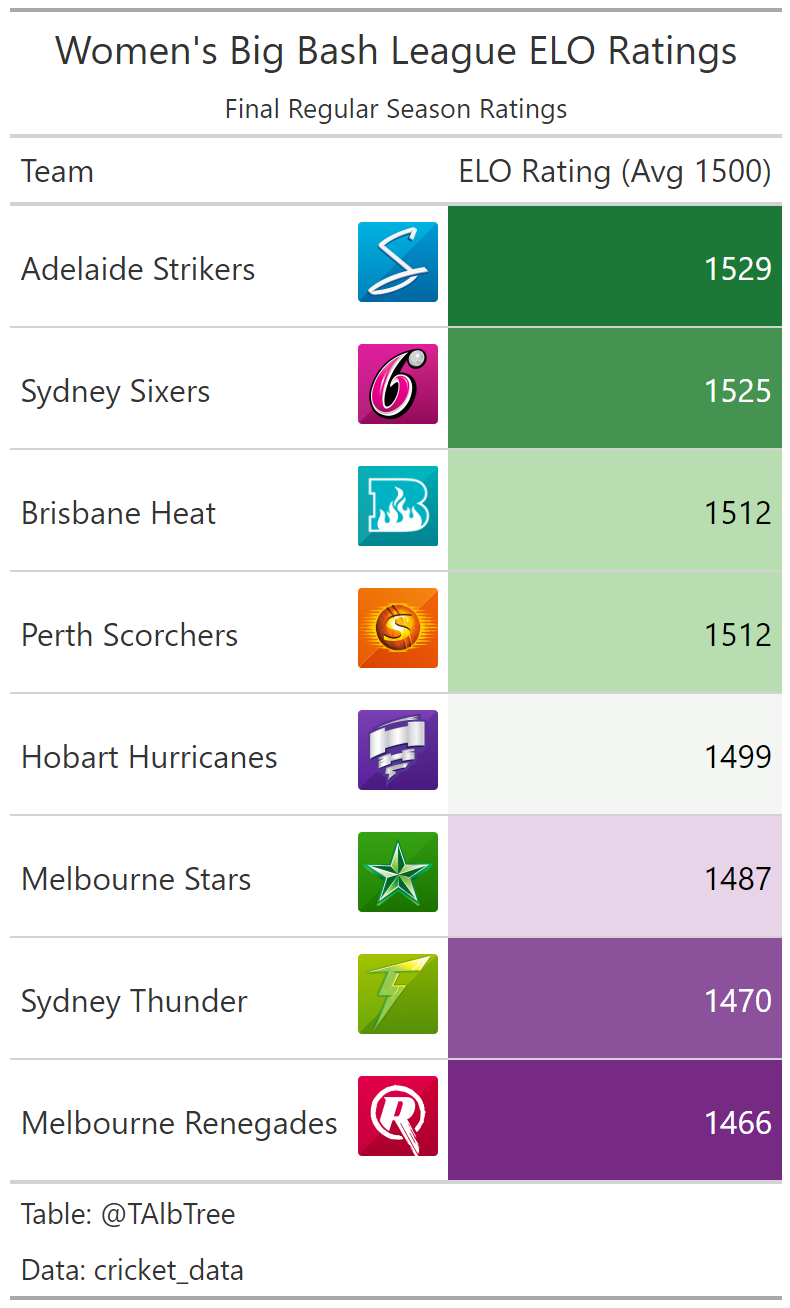 Women's Big Bash League ELO Ratings
Final Regular Season Ratings
Team ELO Rating (Avg 1500)
Adelaide Strikers S 1529
Sydney Sixers 6 1525
Brisbane Heat B 1512
Perth Scorchers S 1512
Hobart Hurricanes 1499
Melbourne Stars 1487
Sydney Thunder 1470
Melbourne Renegades R 1466
Table: @TAlbTree
Data: cricket_data